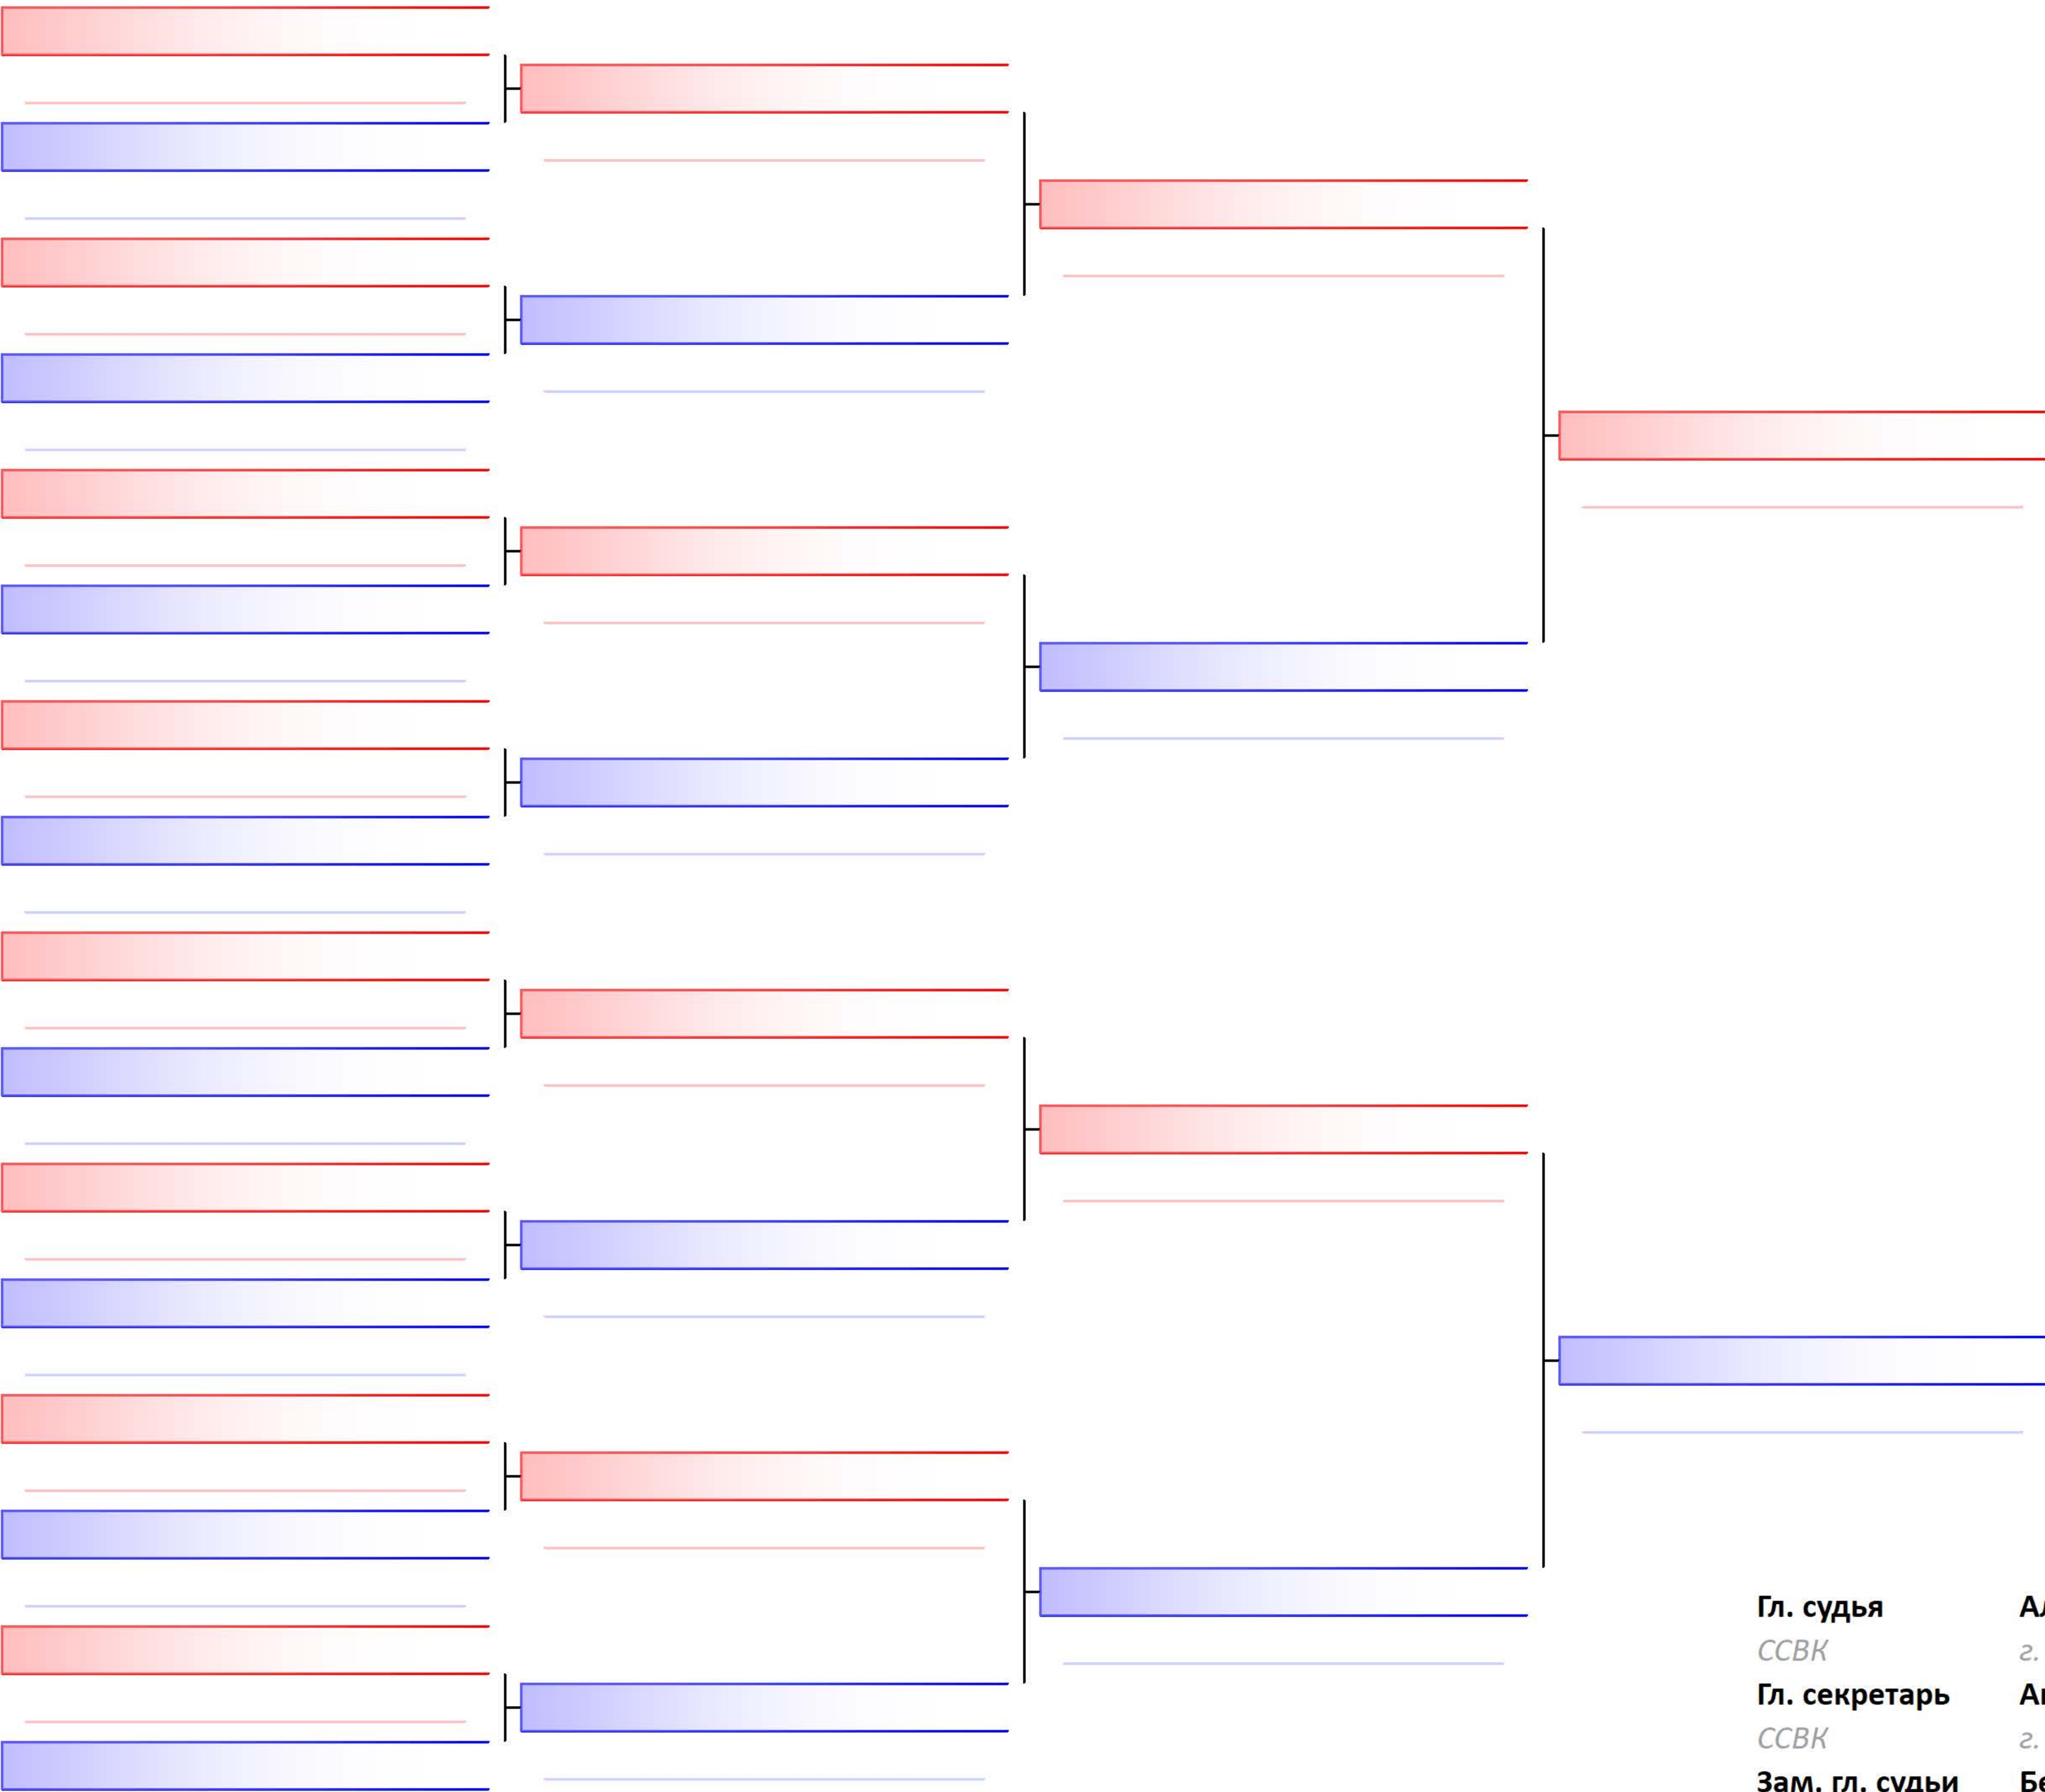 Гл. судья
ССВК г.
Гл. секретарь
ССВК г.
Зам. гл. судьи